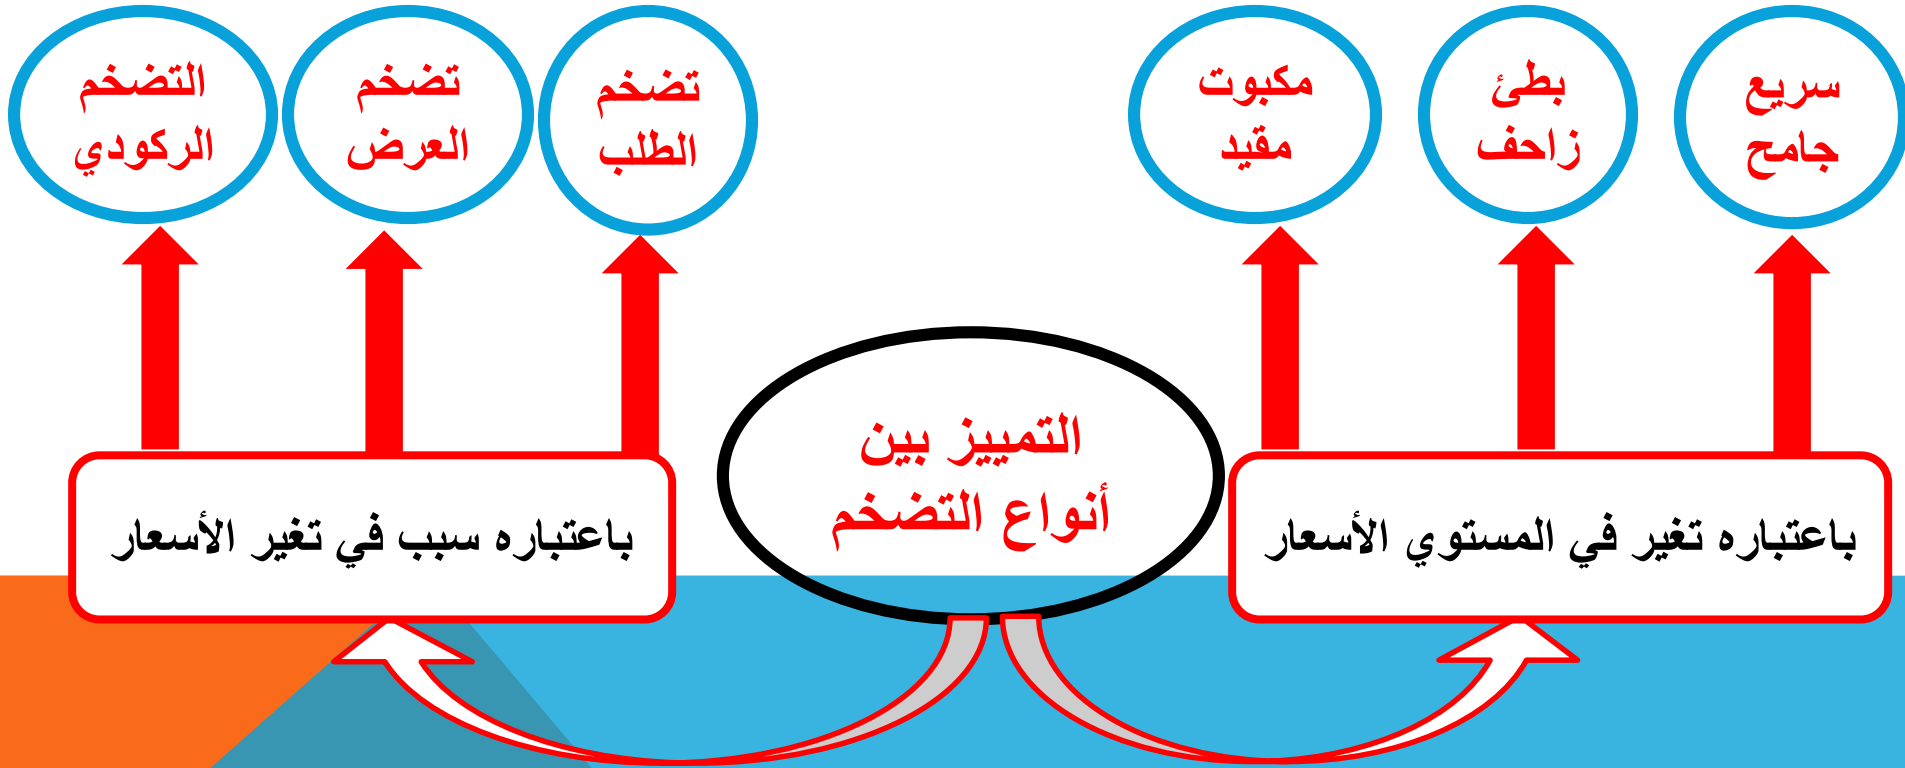 سريع
جامح
بطئ
زاحف
مكبوت
مقيد
تضخم
الطلب
تضخم
العرض
التضخم
الركودي
التمييز بين
أنواع التضخم
باعتباره تغير في المستوي الأسعار
باعتباره سبب في تغير الأسعار